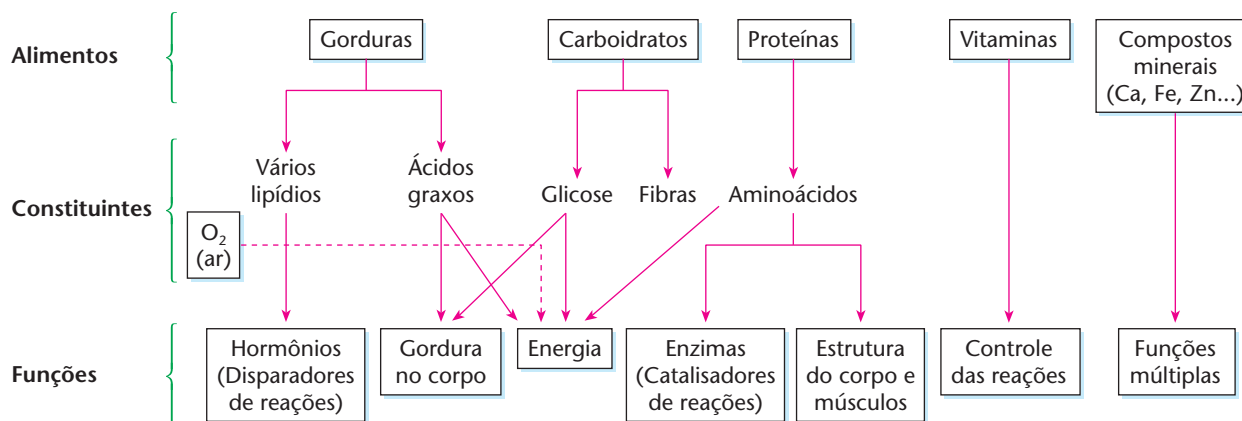 Alimentos
Gorduras
Carboidratos
Proteínas
Vitaminas
Compostos
minerais
(Ca, Fe, Zn...)
Constituintes
Vários
lipídios
Ácidos
graxos
Glicose
Fibras
Aminoácidos
O₂
(ar)
Funções
Hormônios
(Disparadores
de reações)
Gordura
no corpo
Energia
Enzimas
(Catalisadores
de reações)
Estrutura
do corpo e
músculos
Controle
das reações
Funções
múltiplas